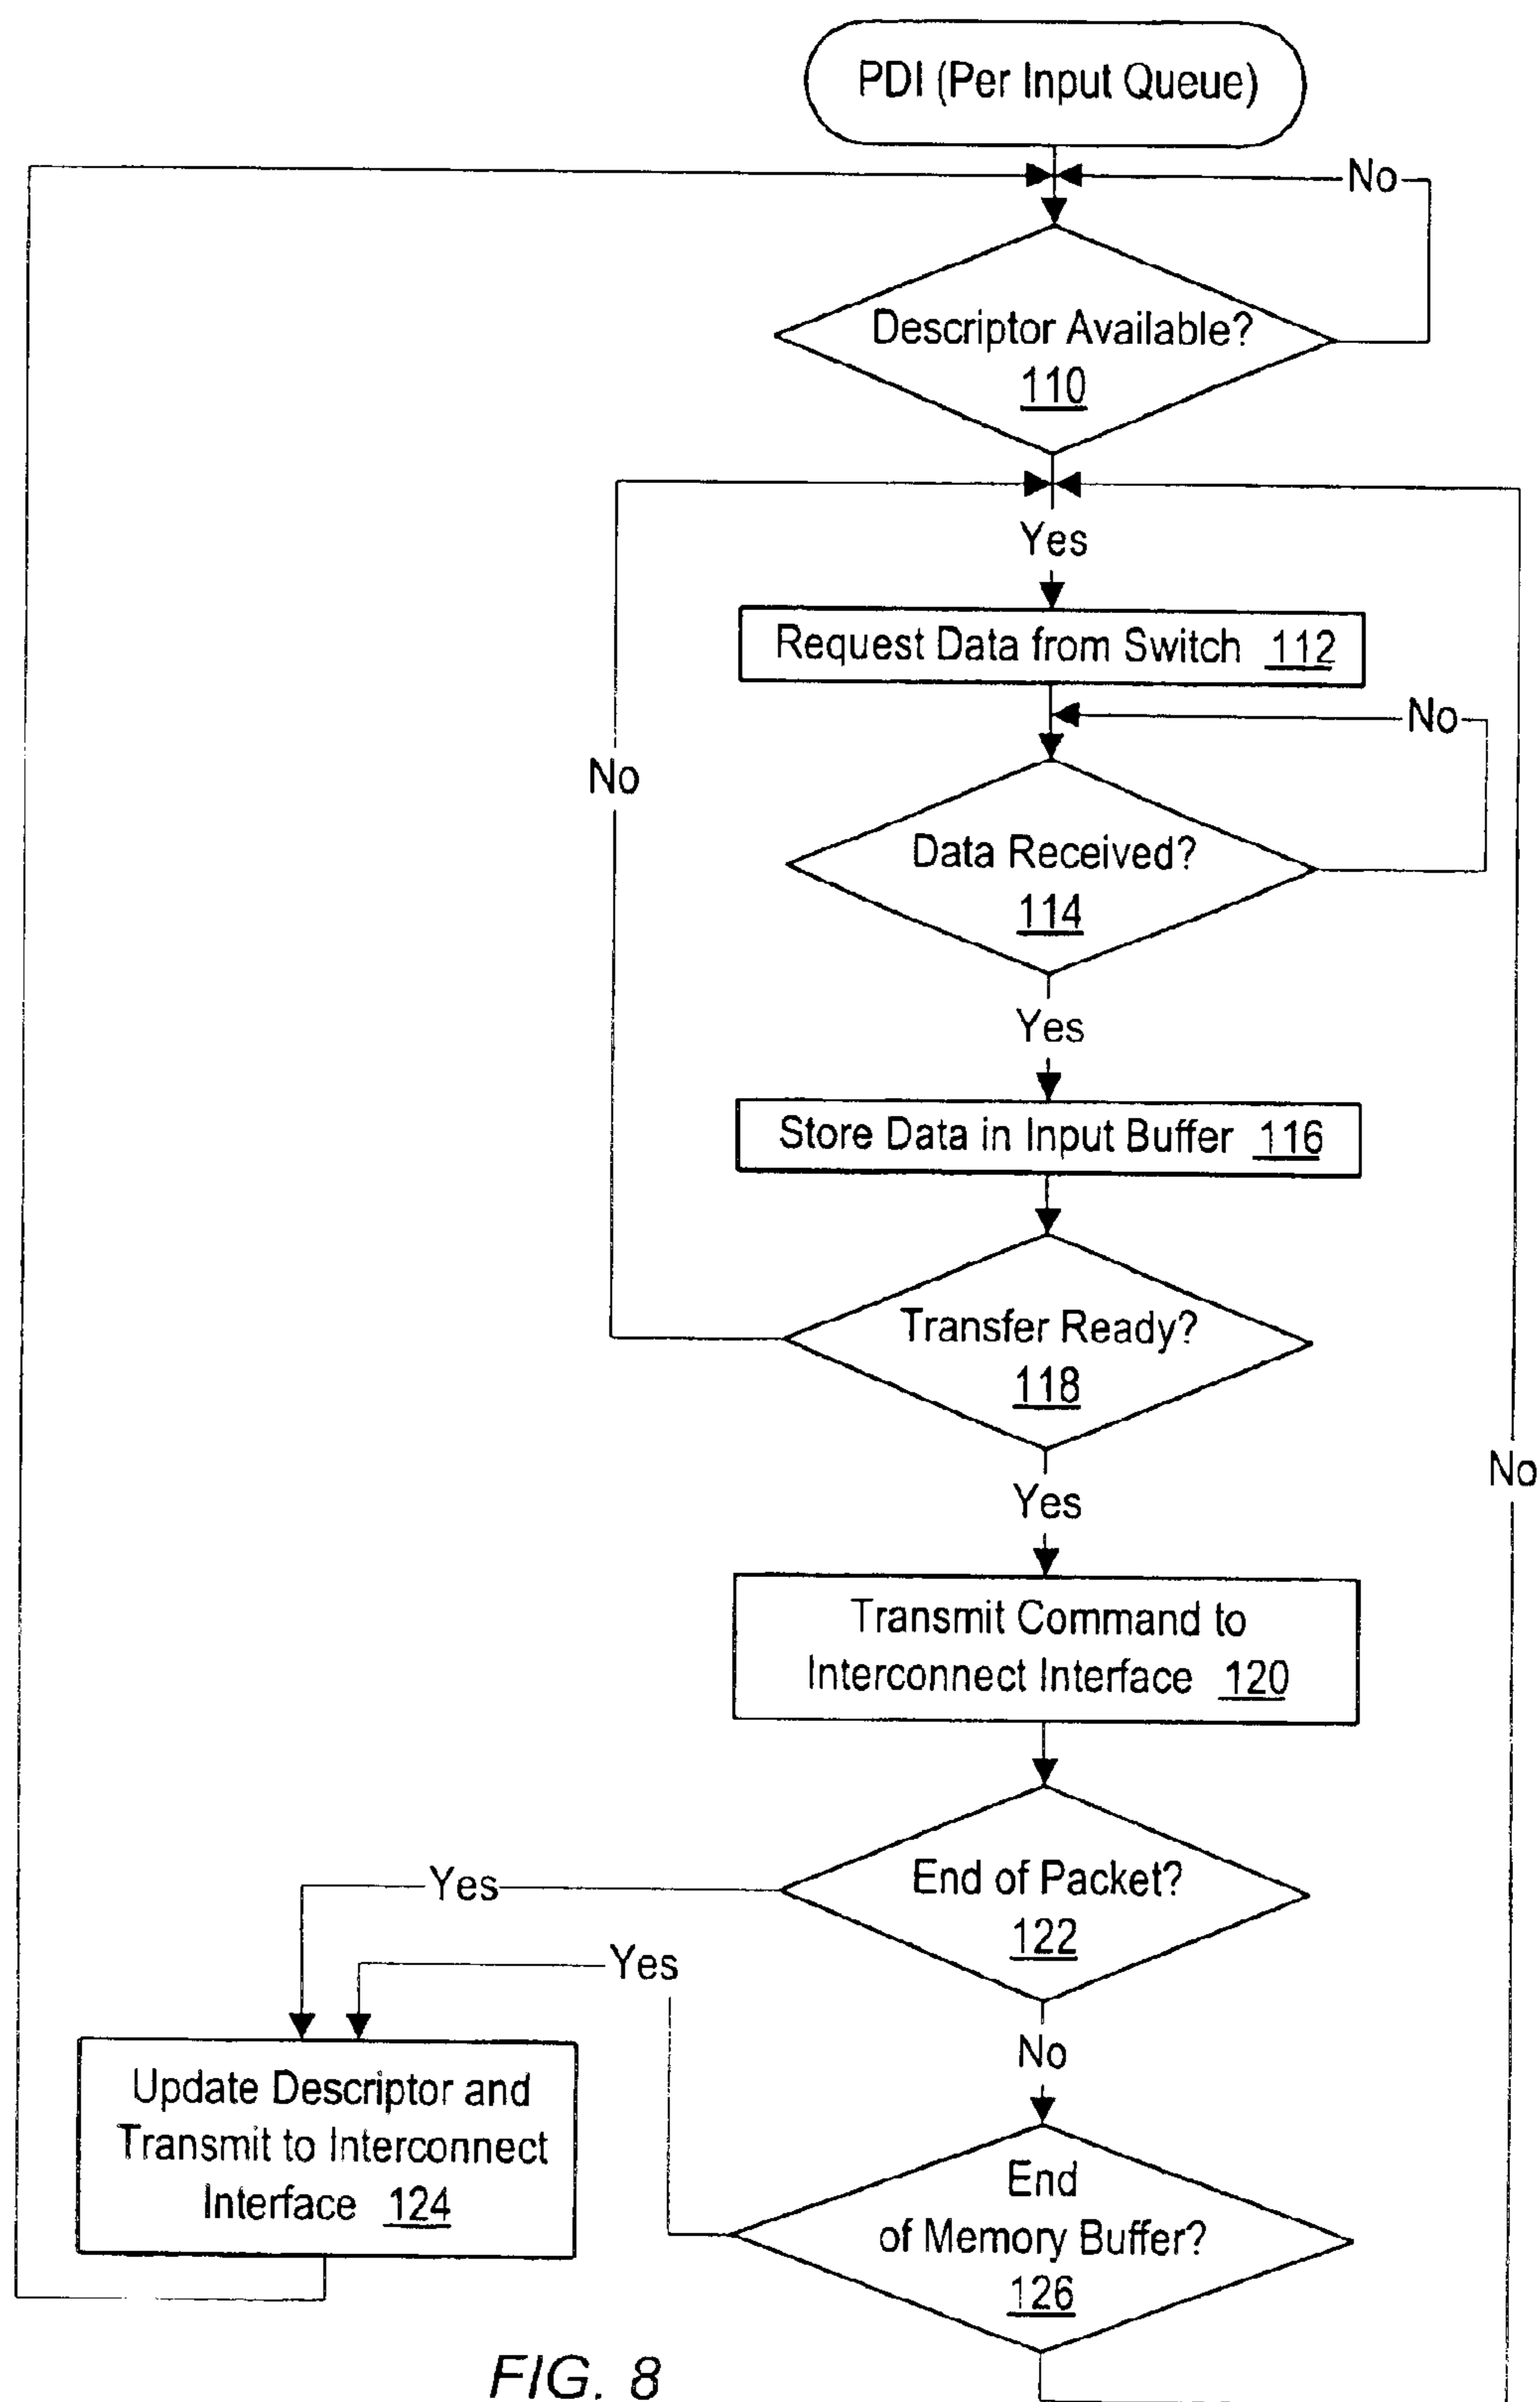 PDI (Per Input Queue)
No
Descriptor Available?
110
Yes
Request Data from Switch 112
No
No
Data Received?
114
Yes
Store Data in Input Buffer 116
Transfer Ready?
118
No
Yes
Transmit Command to
Interconnect Interface 120
End of Packet?
122
Yes
Yes
No
Update Descriptor and
Transmit to Interconnect
Interface 124
End
of Memory Buffer?
126
FIG. 8